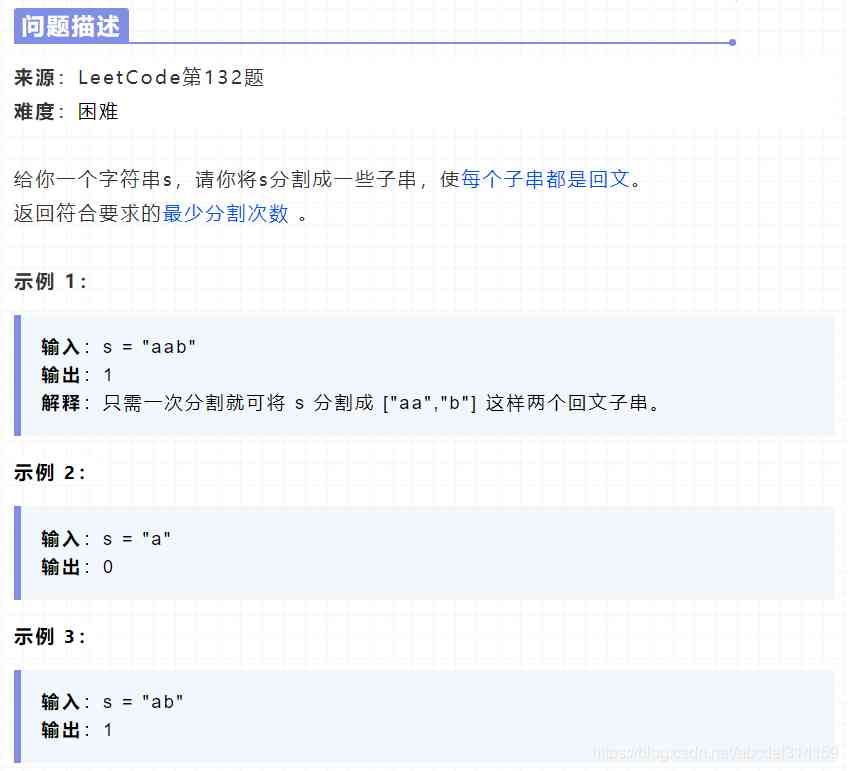 问题描述
来源：LeetCode第132题
难度：困难
给你一个字符串s，请你将s分割成一些子串，使每个子串都是回文。
返回符合要求的最少分割次数 。
示例 1：
输入：s = "aab"
输出：1
解释：只需一次分割就可将 s 分割成 ["aa","b"] 这样两个回文子串。
示例 2：
输入：s = "a"
输出：0
示例 3：
输入：s = "ab"
输出：1